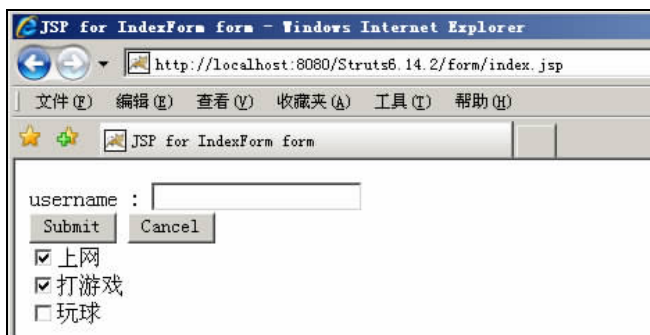 JSP for IndexForm form - Windows Internet Explorer
http://localhost:8080/Struts6.14.2/form/index.jsp
文件(F) 编辑(E) 查看(V) 收藏夹(A) 工具(T) 帮助(H)
JSP for IndexForm form
username :
Submit Cancel
上网
打游戏
玩球